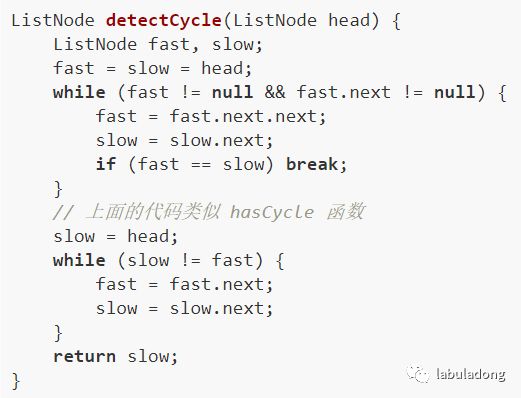 ListNode detectCycle(ListNode head) {
    ListNode fast, slow;
    fast = slow = head;
    while (fast != null && fast.next != null) {
        fast = fast.next.next;
        slow = slow.next;
        if (fast == slow) break;
    }
    // 上面的代码类似 hasCycle 函数
    slow = head;
    while (slow != fast) {
        fast = fast.next;
        slow = slow.next;
    }
    return slow;
}
labuladong